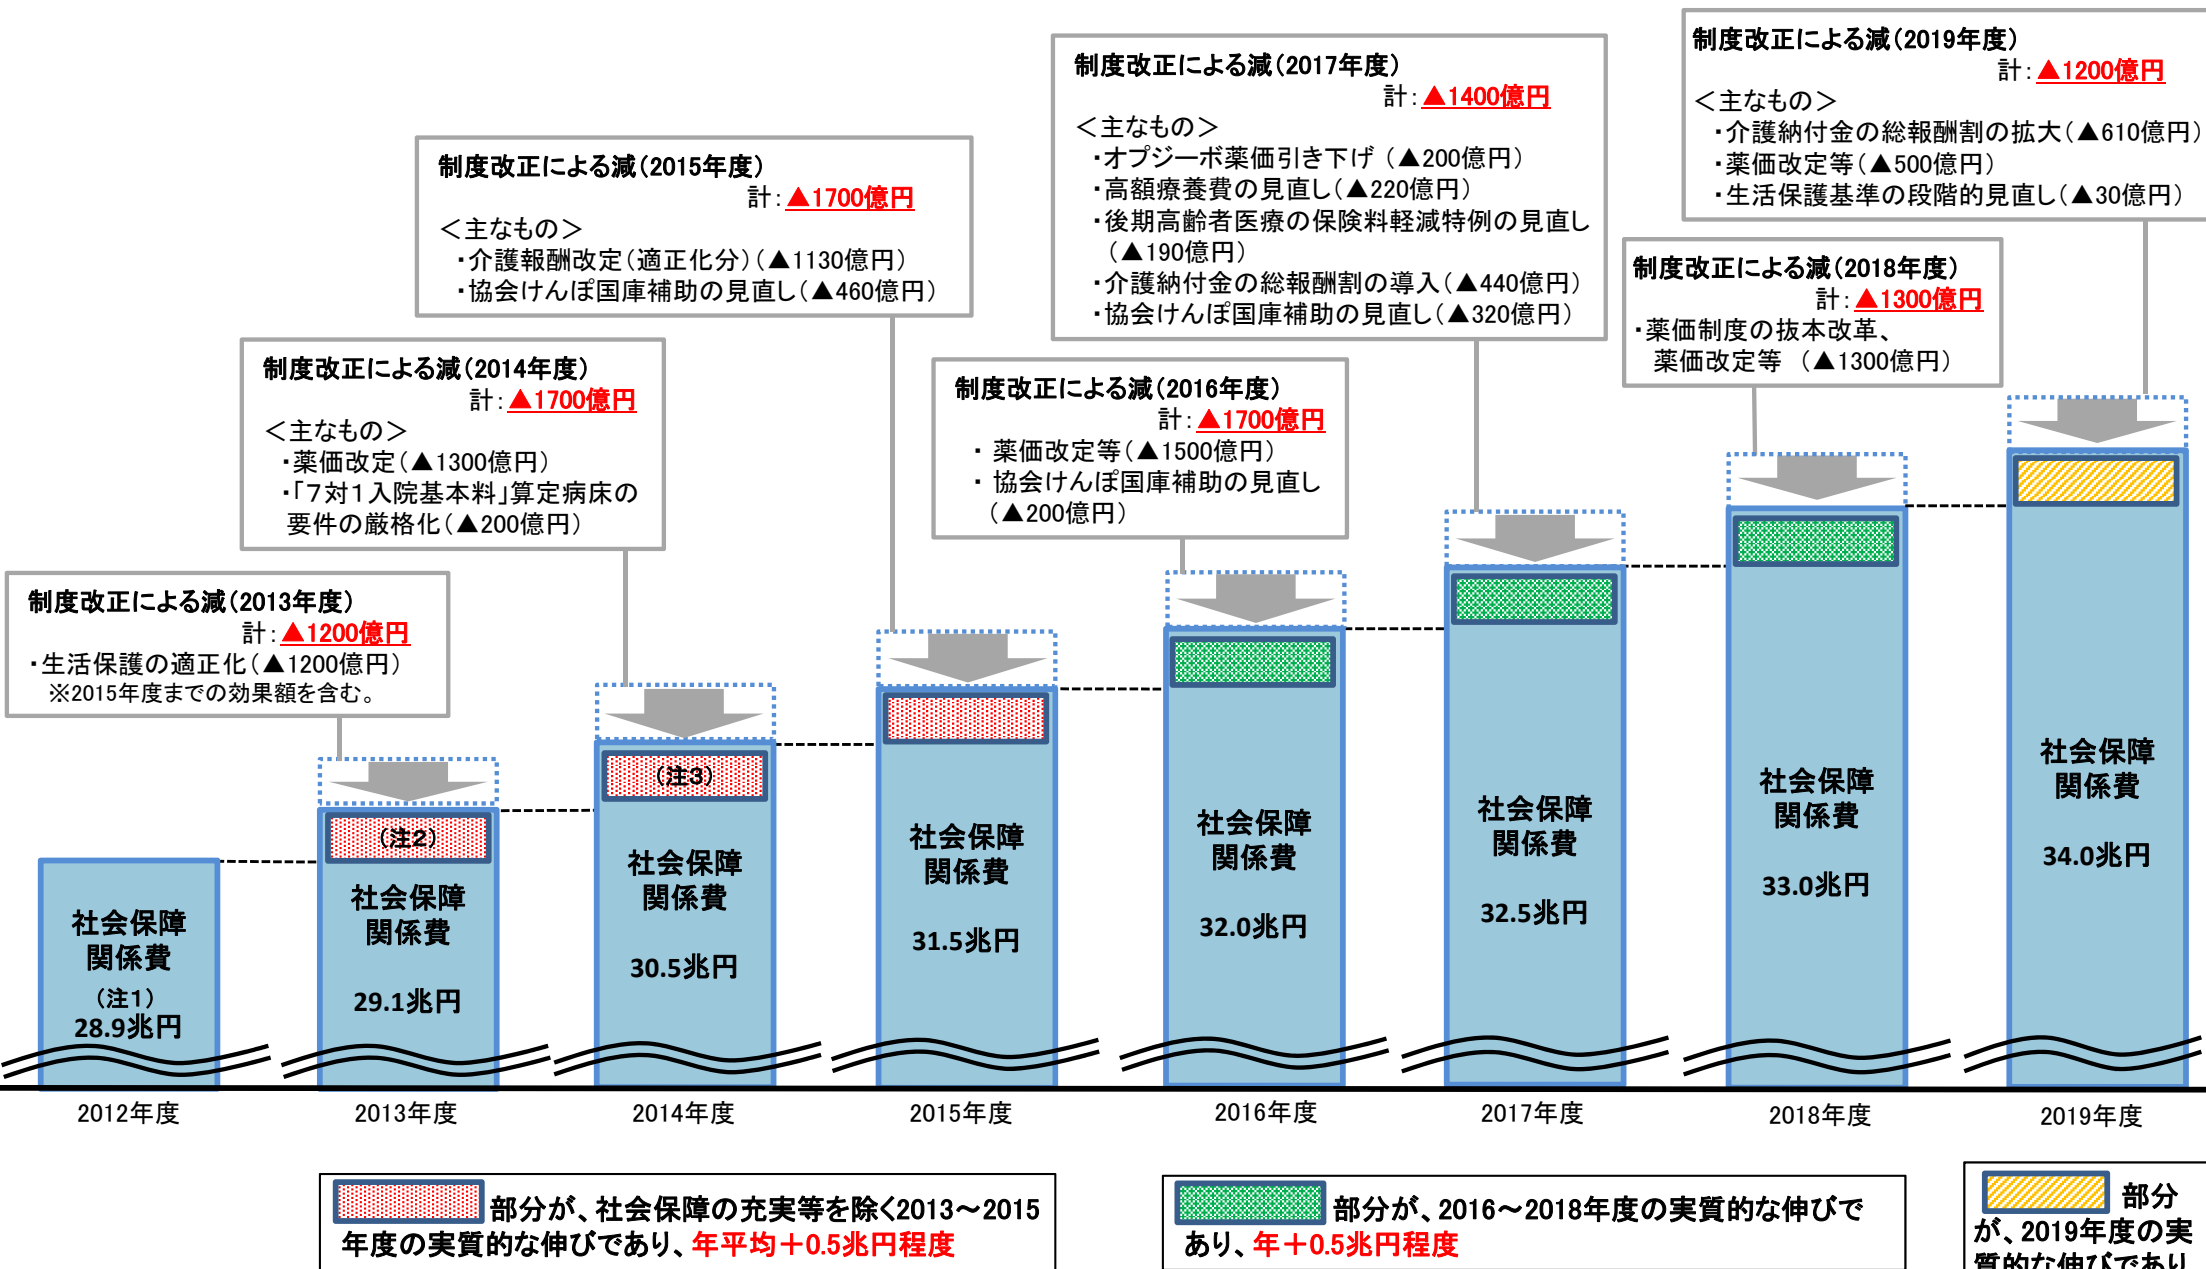 制度改正による減(2019年度)
計:▲1200億円
<主なもの>
・介護納付金の総報酬割の拡大(▲610億円)
・薬価改定等(▲500億円)
・生活保護基準の段階的見直し(▲30億円)
制度改正による減(2017年度)
計:▲1400億円
<主なもの>
・オプジーボ薬価引き下げ (▲200億円)
・高額療養費の見直し(▲220億円)
・後期高齢者医療の保険料軽減特例の見直し
(▲190億円)
・介護納付金の総報酬割の導入(▲440億円)
・協会けんぽ国庫補助の見直し(▲320億円)
制度改正による減(2015年度)
計:▲1700億円
<主なもの>
・介護報酬改定(適正化分)(▲1130億円)
・協会けんぽ国庫補助の見直し(▲460億円)
制度改正による減(2018年度)
計:▲1300億円
・薬価制度の抜本改革、
薬価改定等 (▲1300億円)
制度改正による減(2014年度)
計:▲1700億円
<主なもの>
・薬価改定(▲1300億円)
・「7対1入院基本料」算定病床の
要件の厳格化(▲200億円)
制度改正による減(2016年度)
計:▲1700億円
・ 薬価改定等(▲1500億円)
・ 協会けんぽ国庫補助の見直し
(▲200億円)
制度改正による減(2013年度)
計:▲1200億円
・生活保護の適正化(▲1200億円)
※2015年度までの効果額を含む。
社会保障
関係費
(注1)
28.9兆円
(注2)
社会保障
関係費
29.1兆円
(注3)
社会保障
関係費
30.5兆円
社会保障
関係費
31.5兆円
社会保障
関係費
32.0兆円
社会保障
関係費
32.5兆円
社会保障
関係費
33.0兆円
社会保障
関係費
34.0兆円
2012年度
2013年度
2014年度
2015年度
2016年度
2017年度
2018年度
2019年度
部分が、社会保障の充実等を除く2013~2015
年度の実質的な伸びであり、年平均+0.5兆円程度
部分が、2016~2018年度の実質的な伸びで
あり、年+0.5兆円程度
部分
が、2019年度の実
質的な伸びであり